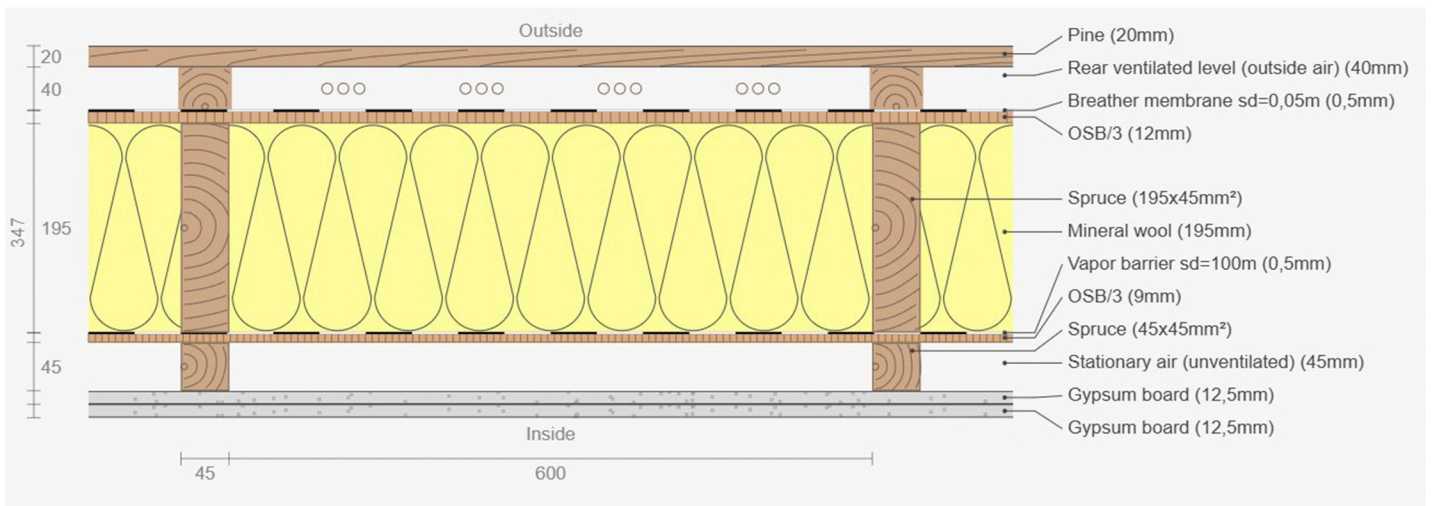 Outside
Pine (20mm)
Rear ventilated level (outside air) (40mm)
Breather membrane sd=0,05m (0,5mm)
OSB/3 (12mm)
Spruce (195x45mm²)
Mineral wool (195mm)
Vapor barrier sd=100m (0,5mm)
OSB/3 (9mm)
Spruce (45x45mm²)
Stationary air (unventilated) (45mm)
Gypsum board (12,5mm)
Gypsum board (12,5mm)
20
40
347
195
45
Inside
45
600